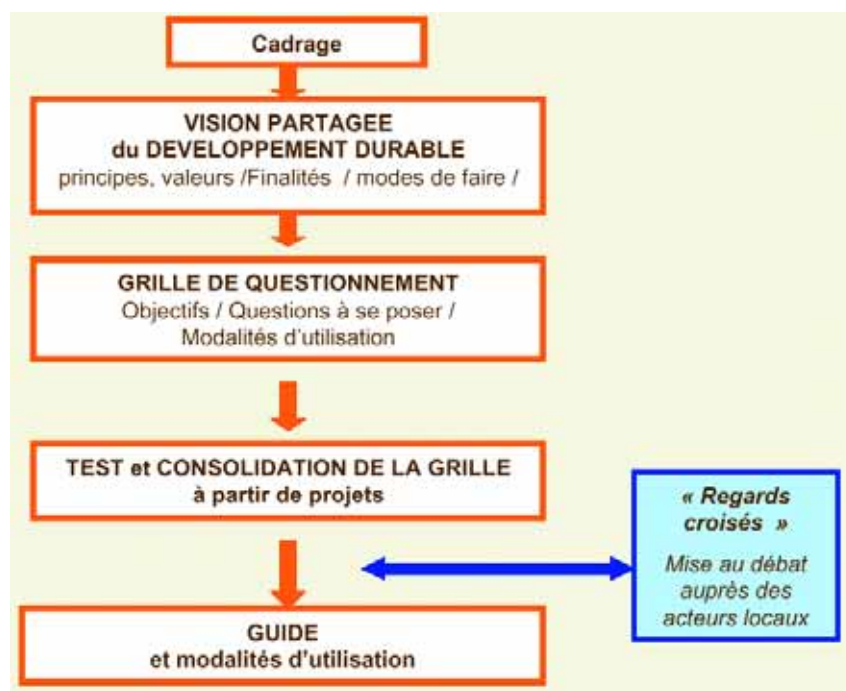 Cadrage
VISION PARTAGEE
du DEVELOPPEMENT DURABLE
principes, valeurs /Finalités / modes de faire /
GRILLE DE QUESTIONNEMENT
Objectifs / Questions à se poser /
Modalités d'utilisation
TEST et CONSOLIDATION DE LA GRILLE
à partir de projets
« Regards
croisés »
Mise au débat
auprès des
acteurs locaux
GUIDE
et modalités d'utilisation